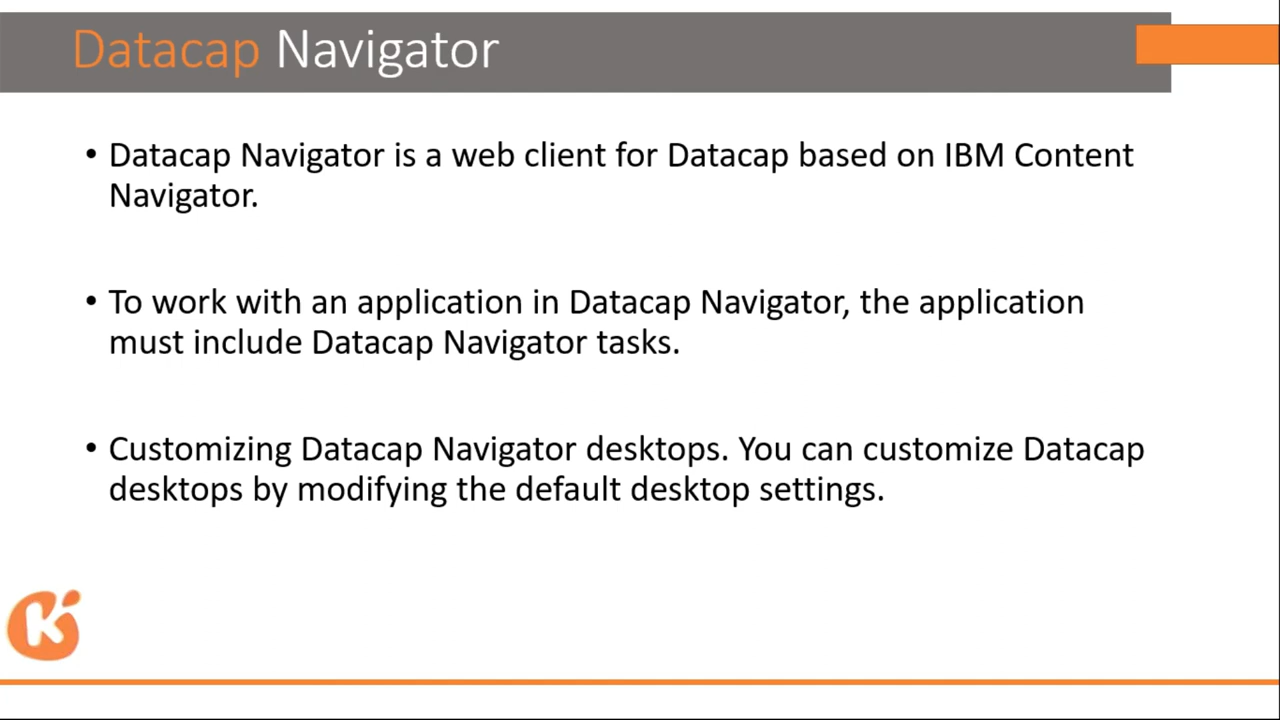 Datacap Navigator
• Datacap Navigator is a web client for Datacap based on IBM Content
Navigator.
• To work with an application in Datacap Navigator, the application
must include Datacap Navigator tasks.
• Customizing Datacap Navigator desktops. You can customize Datacap
desktops by modifying the default desktop settings.
K